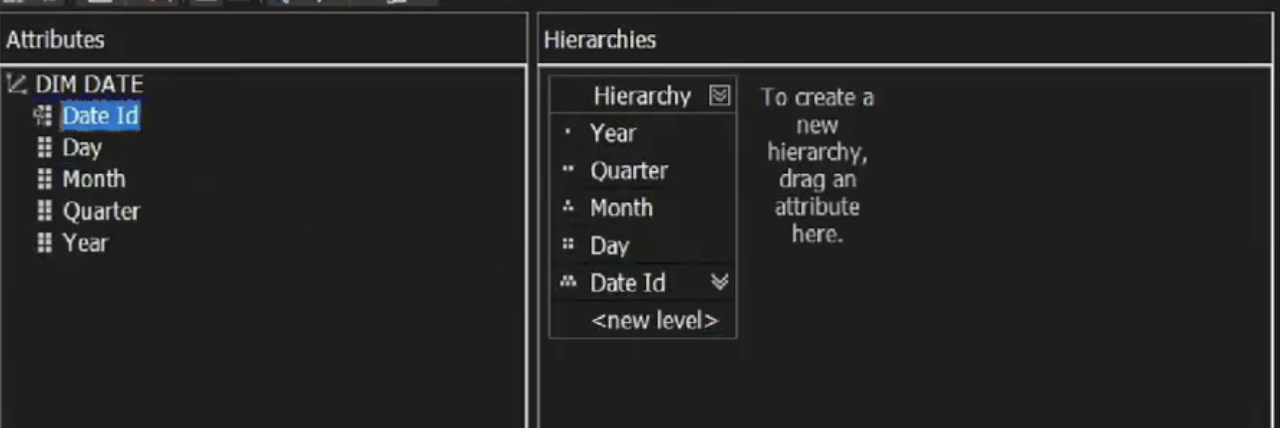 Attributes
DIM DATE
Date Id
Day
Month
Quarter
Year
Hierarchies
Hierarchy
Year
Quarter
Month
Day
Date Id
<new level>
To create a
new
hierarchy,
drag an
attribute
here.